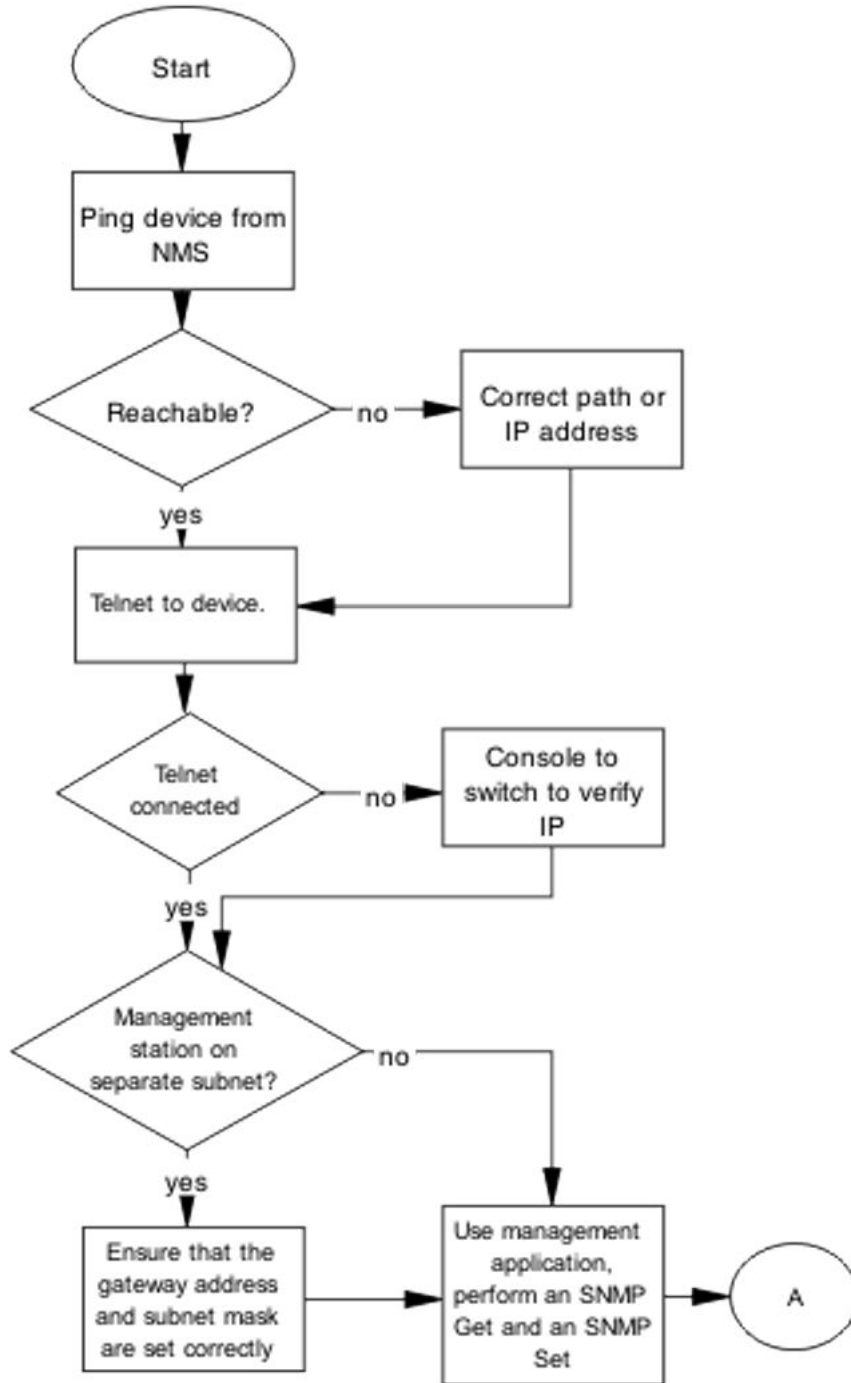 Start
Ping device from
NMS
Reachable?
no
Correct path or
IP address
yes
Telnet to device.
Telnet
connected
no
Console to
switch to verify
IP
yes
Management
station on
separate subnet?
no
yes
Ensure that the
gateway address
and subnet mask
are set correctly
Use management
application,
perform an SNMP
Get and an SNMP
Set
A